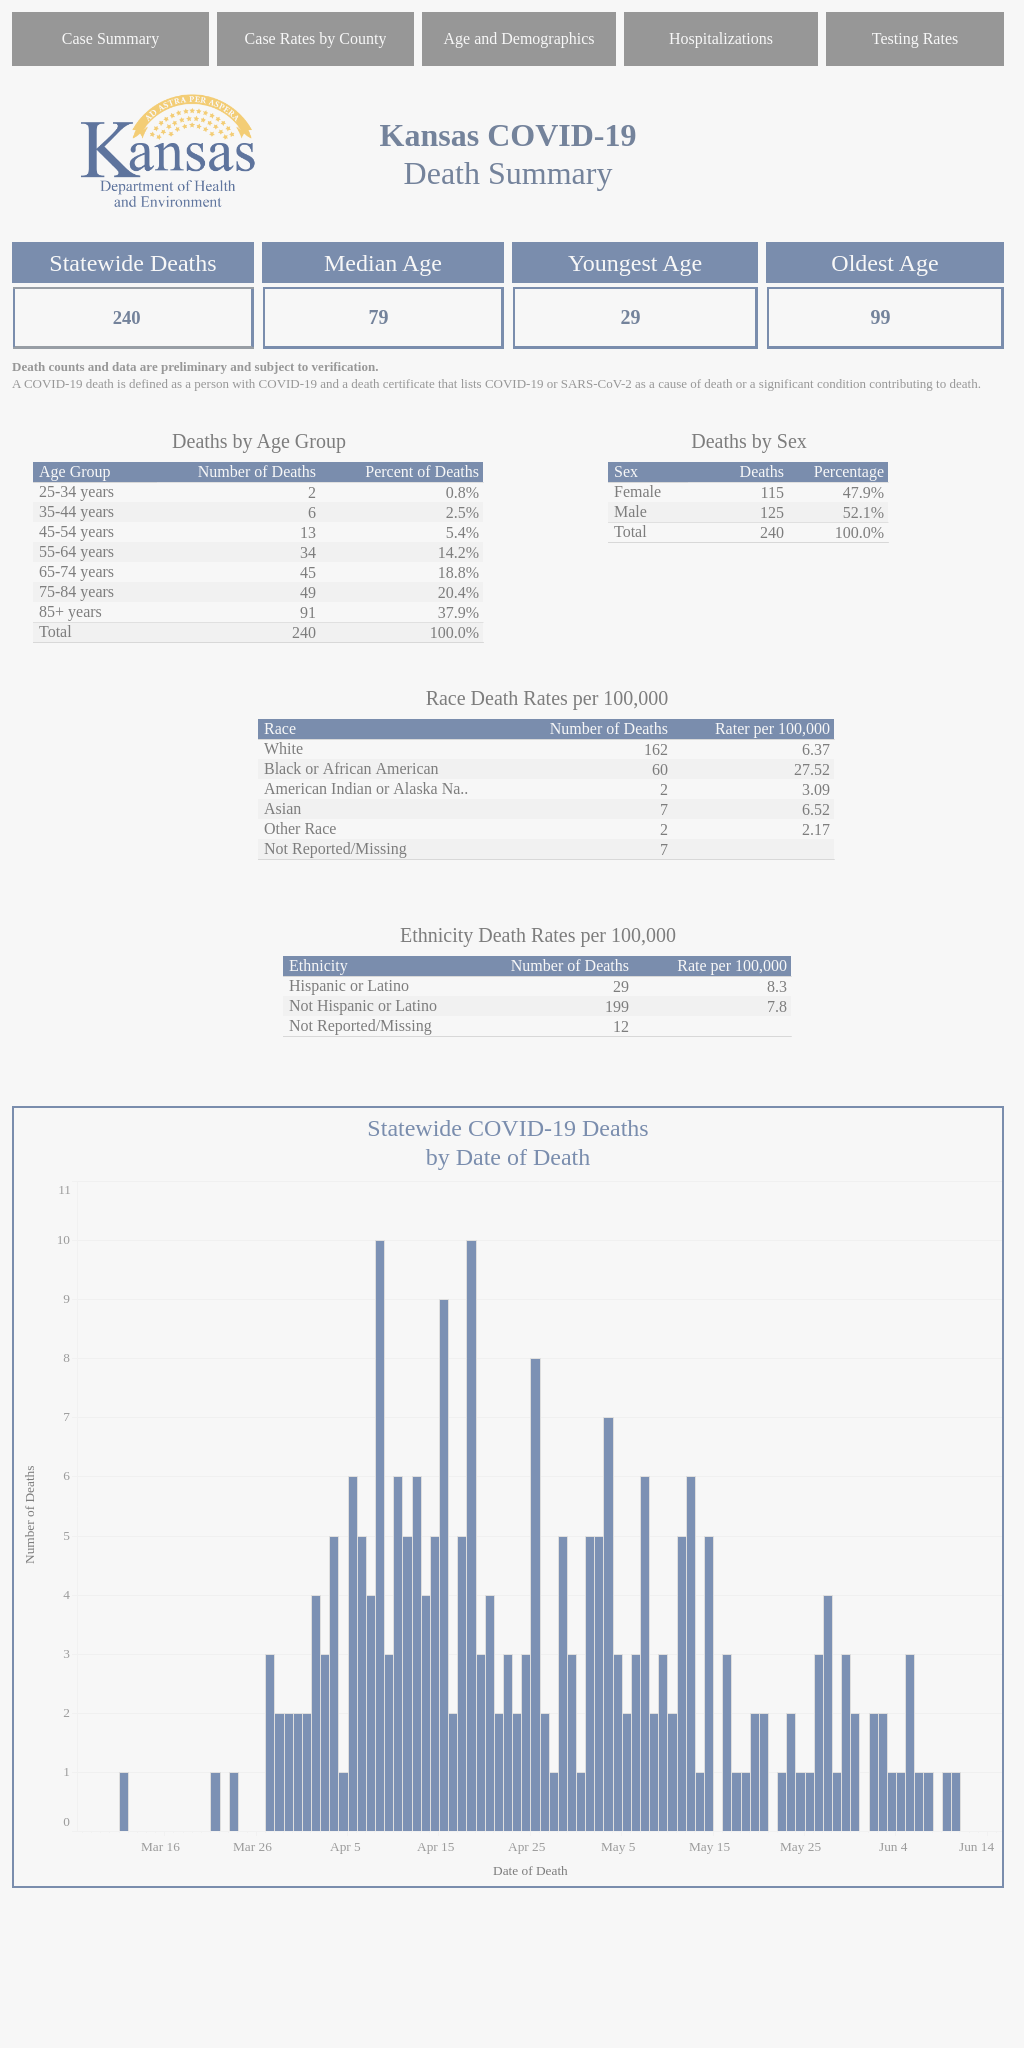 Case Summary
Case Rates by County
Age and Demographics
Hospitalizations
Testing Rates
AD ASTRA PER ASPERA
Kansas
Department of Health
and Environment
Kansas COVID-19
Death Summary
Statewide Deaths
Median Age
Youngest Age
Oldest Age
240
79
29
99
Death counts and data are preliminary and subject to verification.
A COVID-19 death is defined as a person with COVID-19 and a death certificate that lists COVID-19 or SARS-CoV-2 as a cause of death or a significant condition contributing to death.
Deaths by Age Group
Age Group Number of Deaths Percent of Deaths
25-34 years 2 0.8%
35-44 years 6 2.5%
45-54 years 13 5.4%
55-64 years 34 14.2%
65-74 years 45 18.8%
75-84 years 49 20.4%
85+ years 91 37.9%
Total 240 100.0%
Deaths by Sex
Sex Deaths Percentage
Female 115 47.9%
Male 125 52.1%
Total 240 100.0%
Race Death Rates per 100,000
Race Number of Deaths Rater per 100,000
White 162 6.37
Black or African American 60 27.52
American Indian or Alaska Na.. 2 3.09
Asian 7 6.52
Other Race 2 2.17
Not Reported/Missing 7
Ethnicity Death Rates per 100,000
Ethnicity Number of Deaths Rate per 100,000
Hispanic or Latino 29 8.3
Not Hispanic or Latino 199 7.8
Not Reported/Missing 12
Statewide COVID-19 Deaths
by Date of Death
11
10
9
8
7
6
5
4
3
2
1
0
Number of Deaths
Mar 16 Mar 26 Apr 5 Apr 15 Apr 25 May 5 May 15 May 25 Jun 4 Jun 14
Date of Death